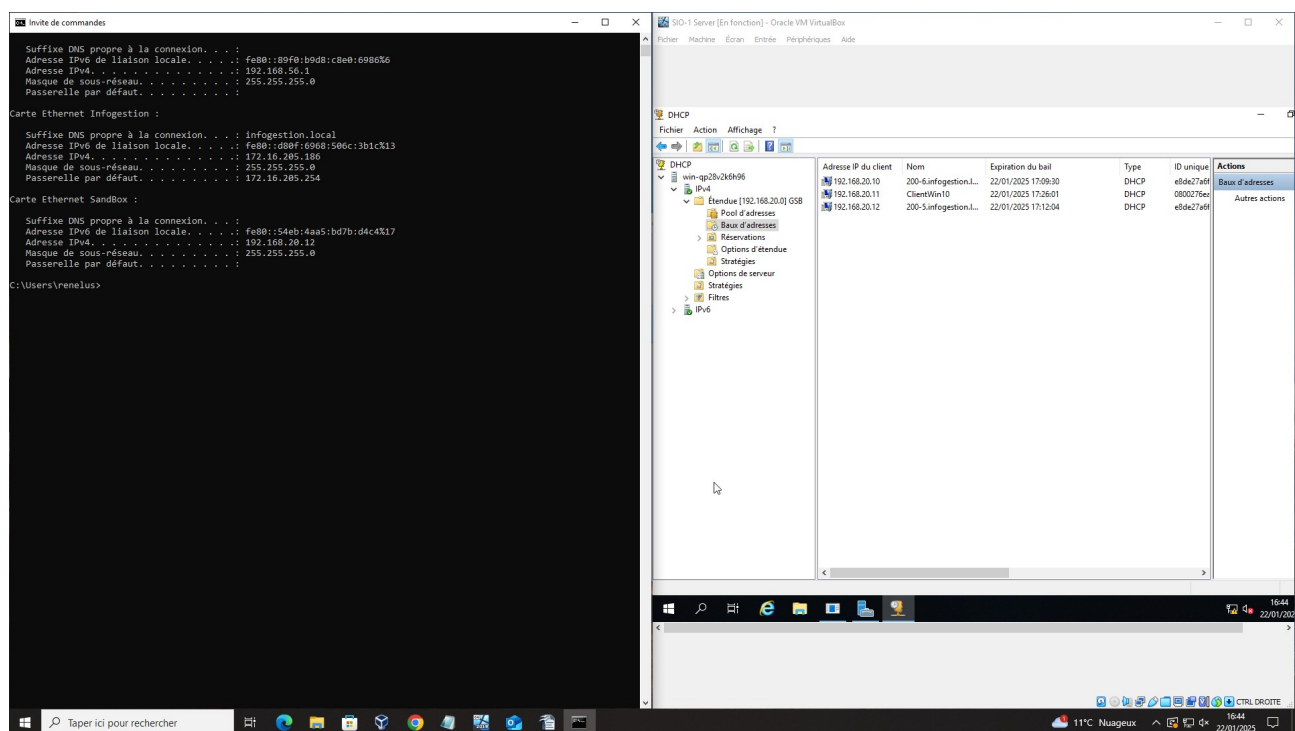 Invite de commandes
Suffixe DNS propre à la connexion. . . :
Adresse IPv6 de liaison locale. . . . .: fe80::89f0:b9d8:c8e0:6986%6
Adresse IPv4. . . . . . . . . . . . . .: 192.168.56.1
Masque de sous-réseau. . . . . . . . . : 255.255.255.0
Passerelle par défaut. . . . . . . . . :
Carte Ethernet Infogestion :
Suffixe DNS propre à la connexion. . . : infogestion.local
Adresse IPv6 de liaison locale. . . . .: fe80::d80f:6968:506c:3b1c%13
Adresse IPv4. . . . . . . . . . . . . .: 172.16.205.186
Masque de sous-réseau. . . . . . . . . : 255.255.255.0
Passerelle par défaut. . . . . . . . . : 172.16.205.254
Carte Ethernet SandBox :
Suffixe DNS propre à la connexion. . . :
Adresse IPv6 de liaison locale. . . . .: fe80::54eb:4aa5:bd7b:d4c4%17
Adresse IPv4. . . . . . . . . . . . . .: 192.168.20.12
Masque de sous-réseau. . . . . . . . . : 255.255.255.0
Passerelle par défaut. . . . . . . . . :
C:\Users\renelus>
SIO-1 Server [En fonction] - Oracle VM VirtualBox
Fichier Machine Écran Entrée Périphériques Aide
DHCP
Fichier Action Affichage ?
DHCP
win-qp28v2k6h96
IPv4
Étendue [192.168.20.0] GSB
Pool d'adresses
Baux d'adresses
Réservations
Options d'étendue
Stratégies
Options de serveur
Stratégies
Filtres
IPv6
Adresse IP du client Nom Expiration du bail Type ID unique
192.168.20.10 200-6.infogestion.l... 22/01/2025 17:09:30 DHCP e8de27a6f
192.168.20.11 ClientWin10 22/01/2025 17:26:01 DHCP 0800276ez
192.168.20.12 200-5.infogestion.l... 22/01/2025 17:12:04 DHCP e8de27a6f
Actions
Baux d'adresses
Autres actions
16:44
22/01/202
CTRL DROITE
Taper ici pour rechercher
11°C Nuageux
16:44
22/01/2025